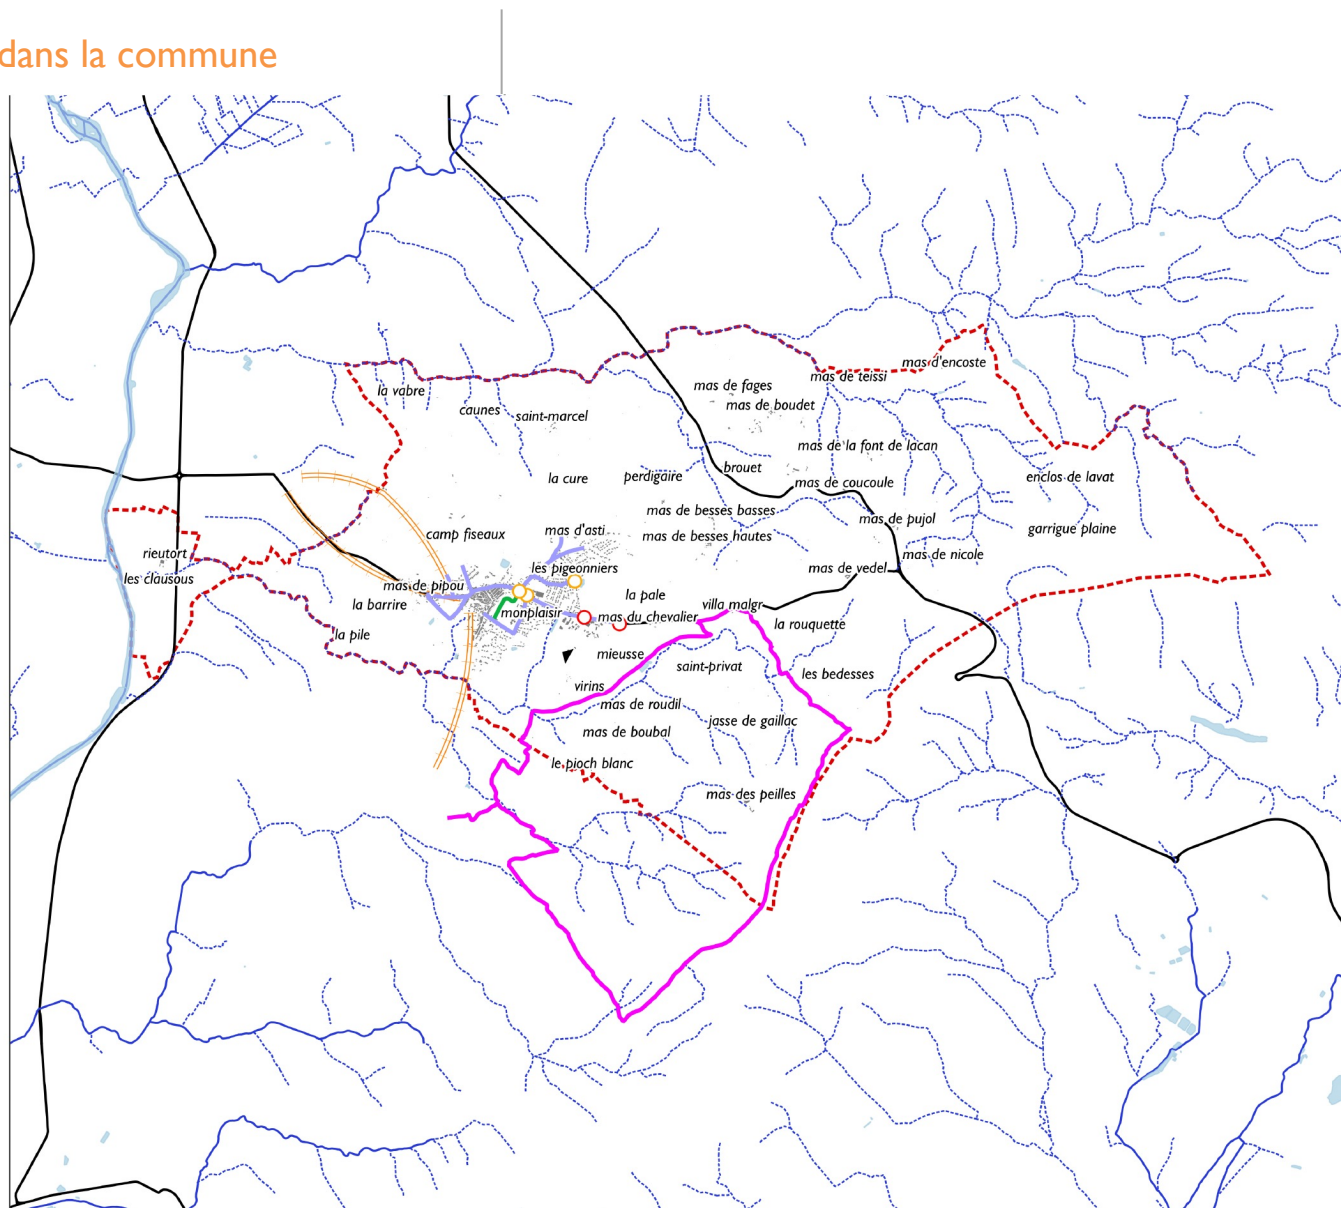 dans la commune
mas d'encoste
mas de teissi
mas de fages
la vabre
mas de boudet
caunes
saint-marcel
mas de la font de lacan
brouet
la cure
perdigaire
enclos de lavat
mas de coucoule
mas de besses basses
mas de pujol
camp fiseaux
mas d'asti
garrigue plaine
mas de besses hautes
rieutort
mas de nicole
les pigeonniers
mas de vedel
les clausous
mas de pipou
la pale
la barrire
villa malgr
monplaisir
mas du chevalier
la rouquette
la pile
mieusse
saint-privat
les bedesses
virins
mas de roudil
jasse de gaillac
mas de boubal
le pioch blanc
mas des peilles